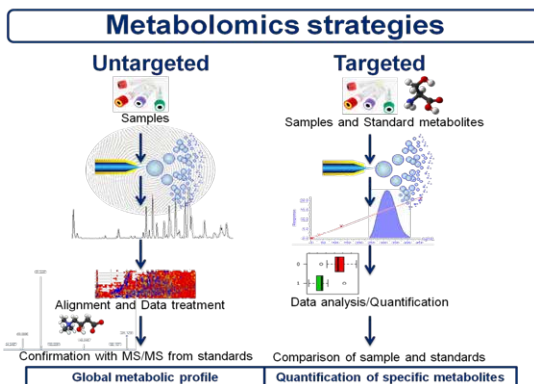 Metabolomics strategies
Untargeted
Targeted
Samples
Samples and Standard metabolites
Alignment and Data treatment
Data analysis/Quantification
Confirmation with MS/MS from standards
Comparison of sample and standards
Global metabolic profile
Quantification of specific metabolites